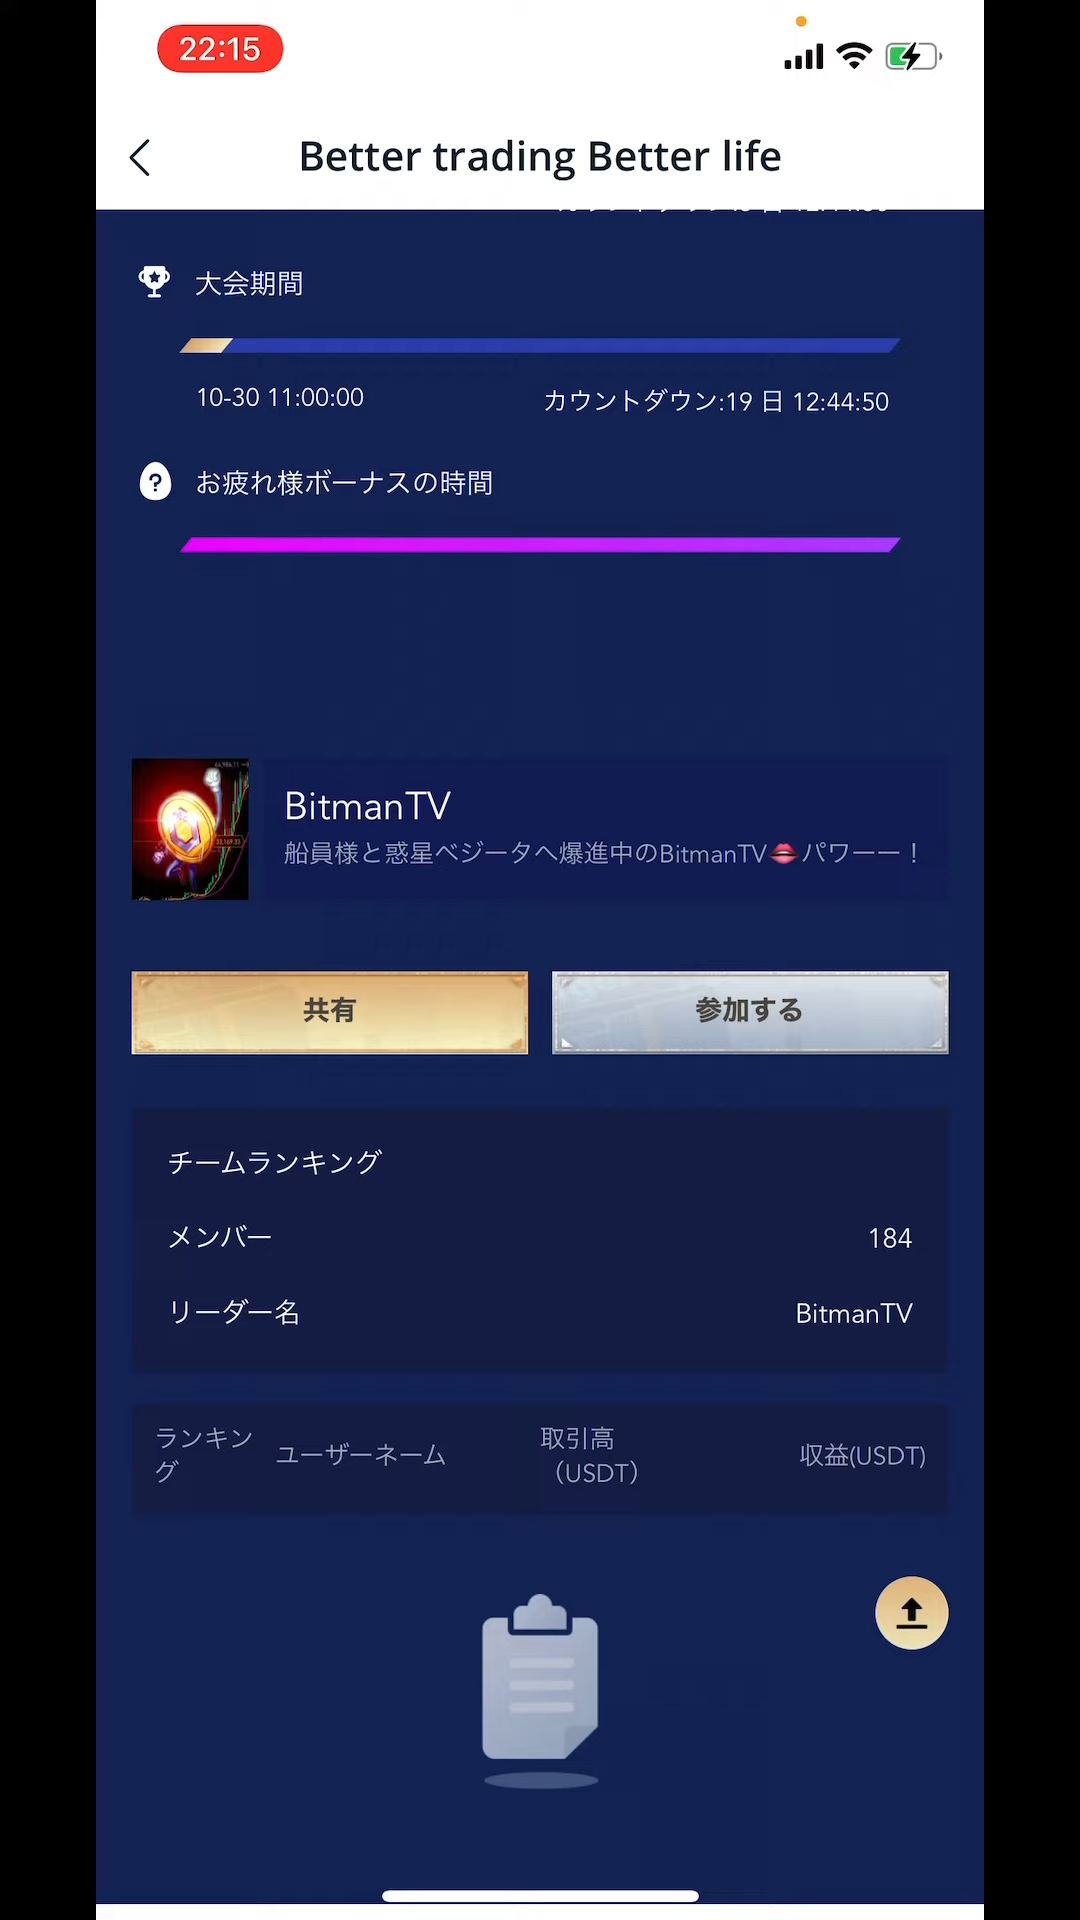 22:15
Better trading Better life
大会期間
10-30 11:00:00
カウントダウン:19 日 12:44:50
お疲れ様ボーナスの時間
BitmanTV
船員様と惑星ベジータへ爆進中のBitmanTV🫦パワーー！
共有
参加する
チームランキング
メンバー 184
リーダー名 BitmanTV
ランキング ユーザーネーム 取引高（USDT） 収益(USDT)